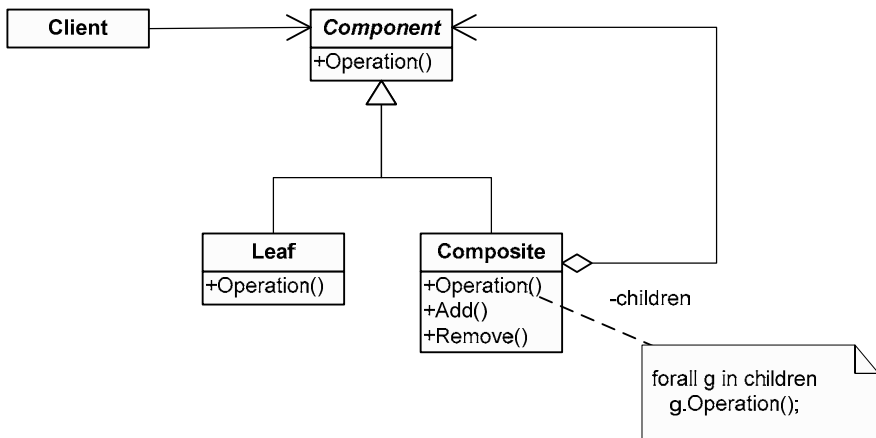 Client
Component
+Operation()
Leaf
+Operation()
Composite
+Operation()
+Add()
+Remove()
-children
forall g in children
g.Operation();